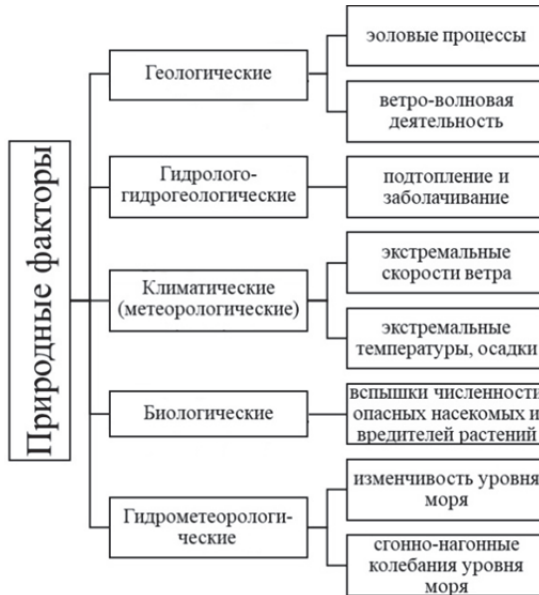 Природные факторы
Геологические
эоловые процессы
ветро-волновая
деятельность
Гидролого-
гидрогеологические
подтопление и
заболачивание
Климатические
(метеорологические)
экстремальные
скорости ветра
экстремальные
температуры, осадки
Биологические
вспышки численности
опасных насекомых и
вредителей растений
Гидрометеорологи-
ческие
изменчивость уровня
моря
сгонно-нагонные
колебания уровня
моря